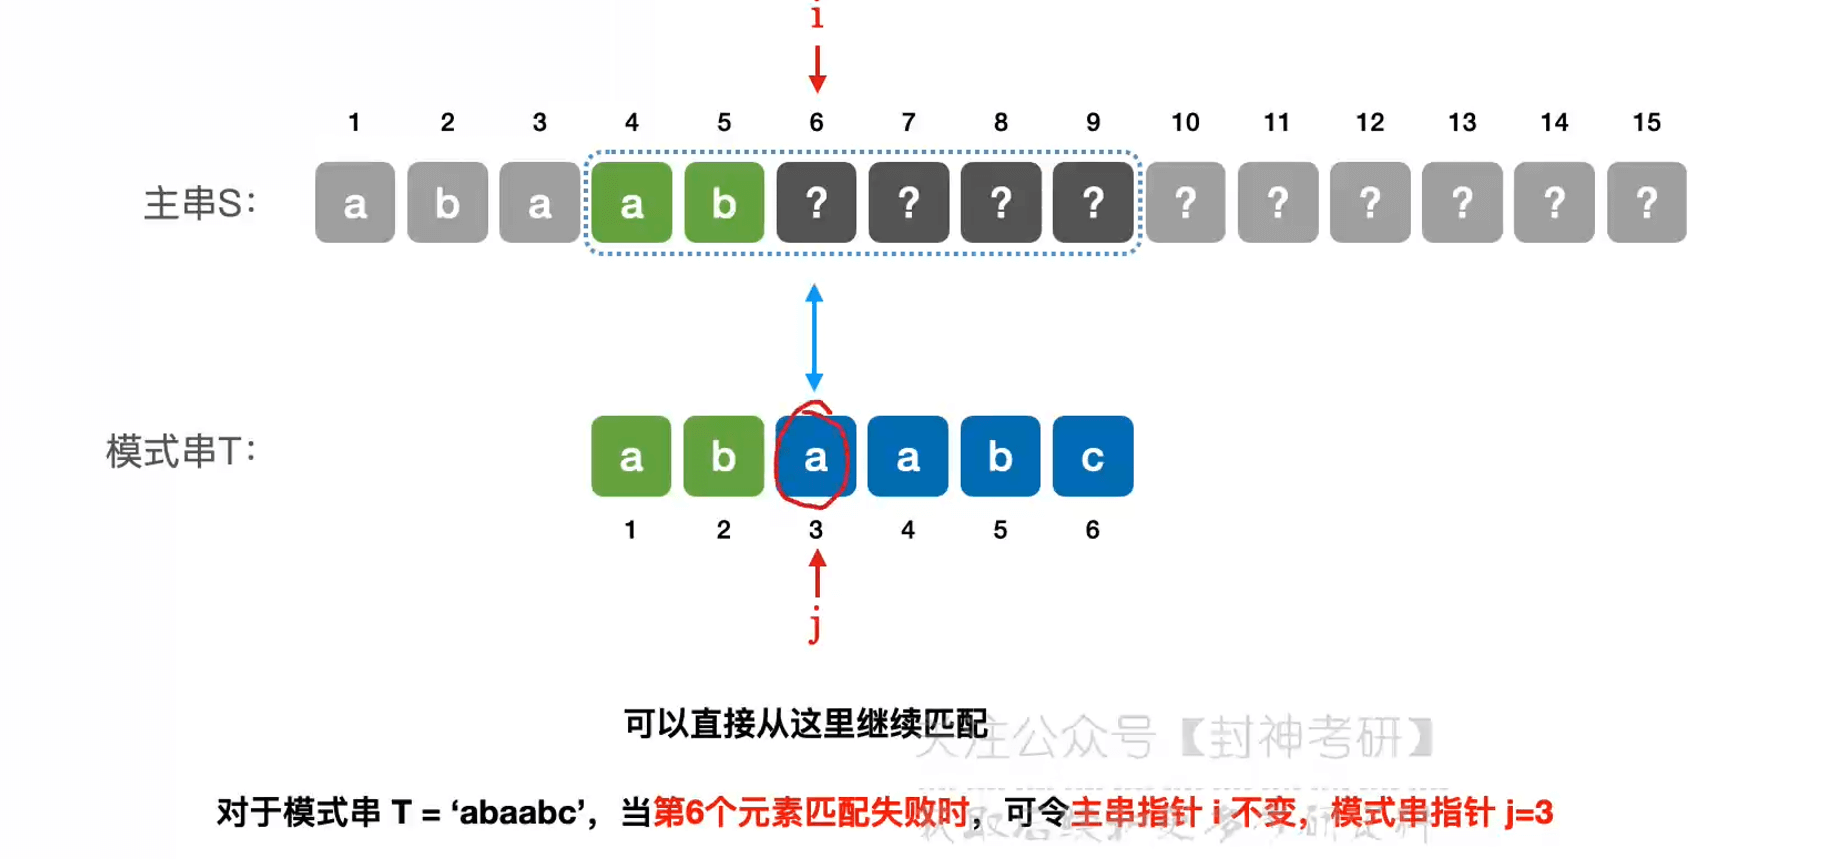 i
1 2 3 4 5 6 7 8 9 10 11 12 13 14 15
主串S: a b a a b ? ? ? ? ? ? ? ? ? ?
模式串T: a b a a b c
1 2 3 4 5 6
j
可以直接从这里继续匹配
关注公众号【封神考研】
对于模式串 T = ‘abaabc’，当第6个元素匹配失败时，可令主串指针 i 不变，模式串指针 j=3